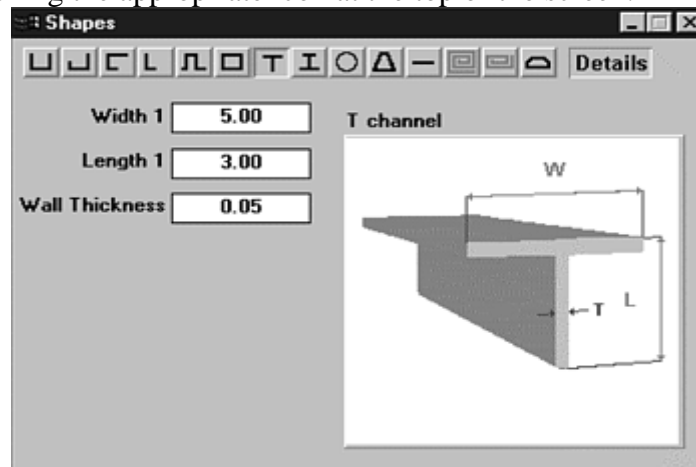 Shapes
Details
Width 1 5.00
Length 1 3.00
Wall Thickness 0.05
T channel
W
T L